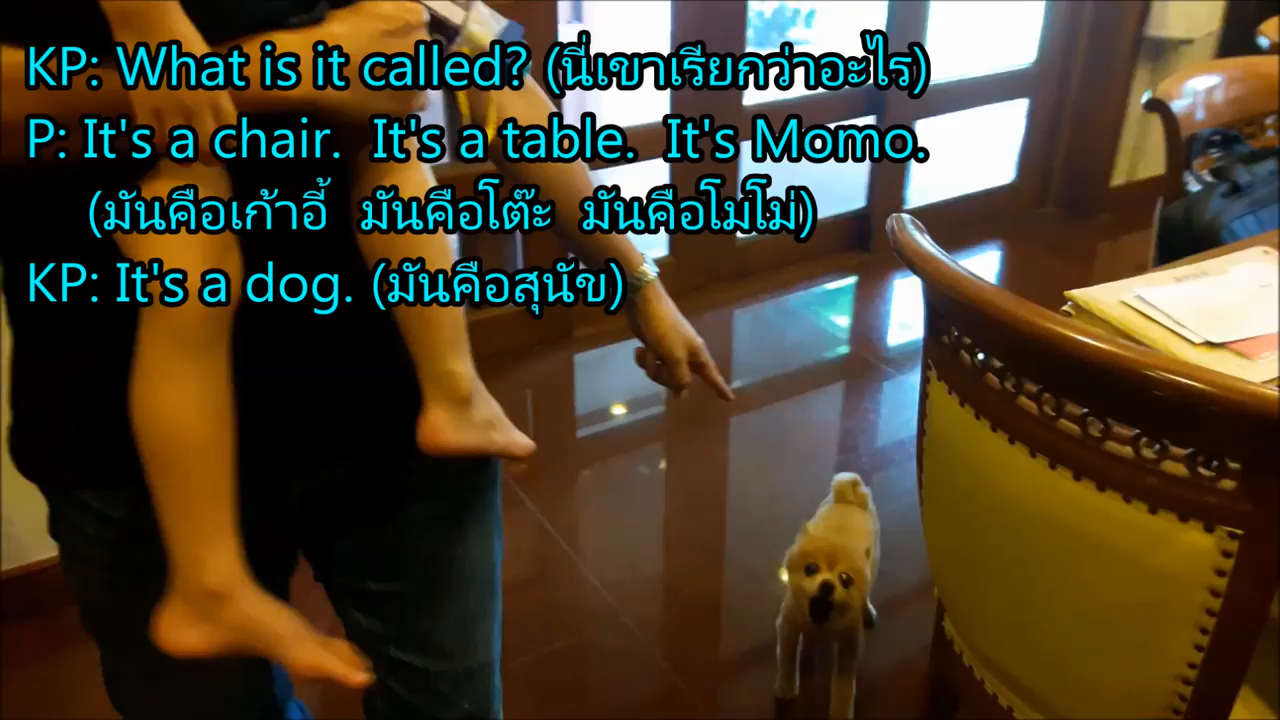 KP: What is it called? (นี่เขาเรียกว่าอะไร)
P: It's a chair. It's a table. It's Momo.
(มันคือเก้าอี้ มันคือโต๊ะ มันคือโมโม่)
KP: It's a dog. (มันคือสุนัข)